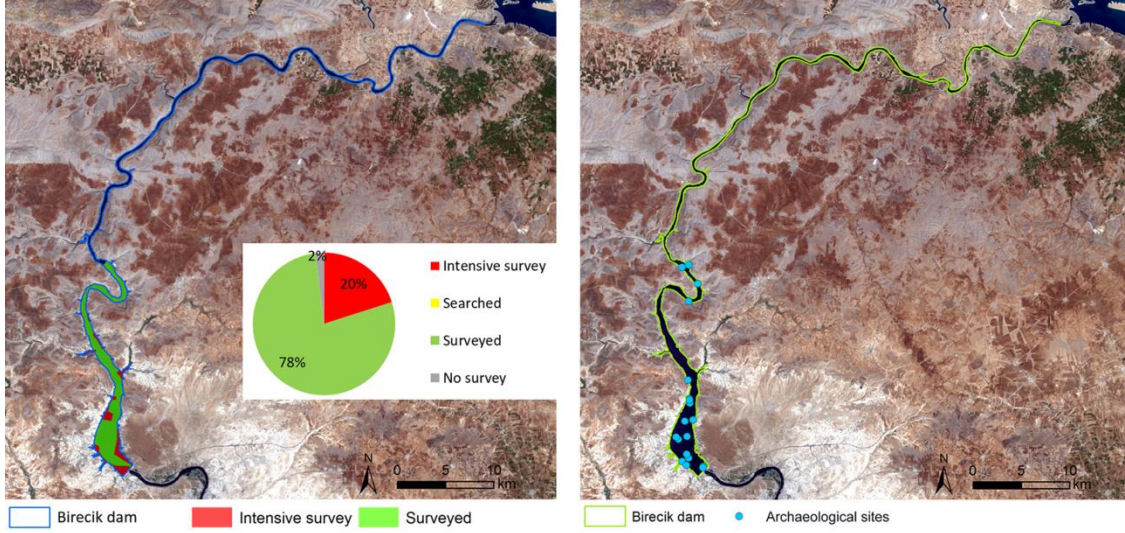 2%
20%
78%
Intensive survey
Searched
Surveyed
No survey
N
0 5 10
km
Birecik dam
Intensive survey
Surveyed
N
0 5 10
km
Birecik dam
Archaeological sites